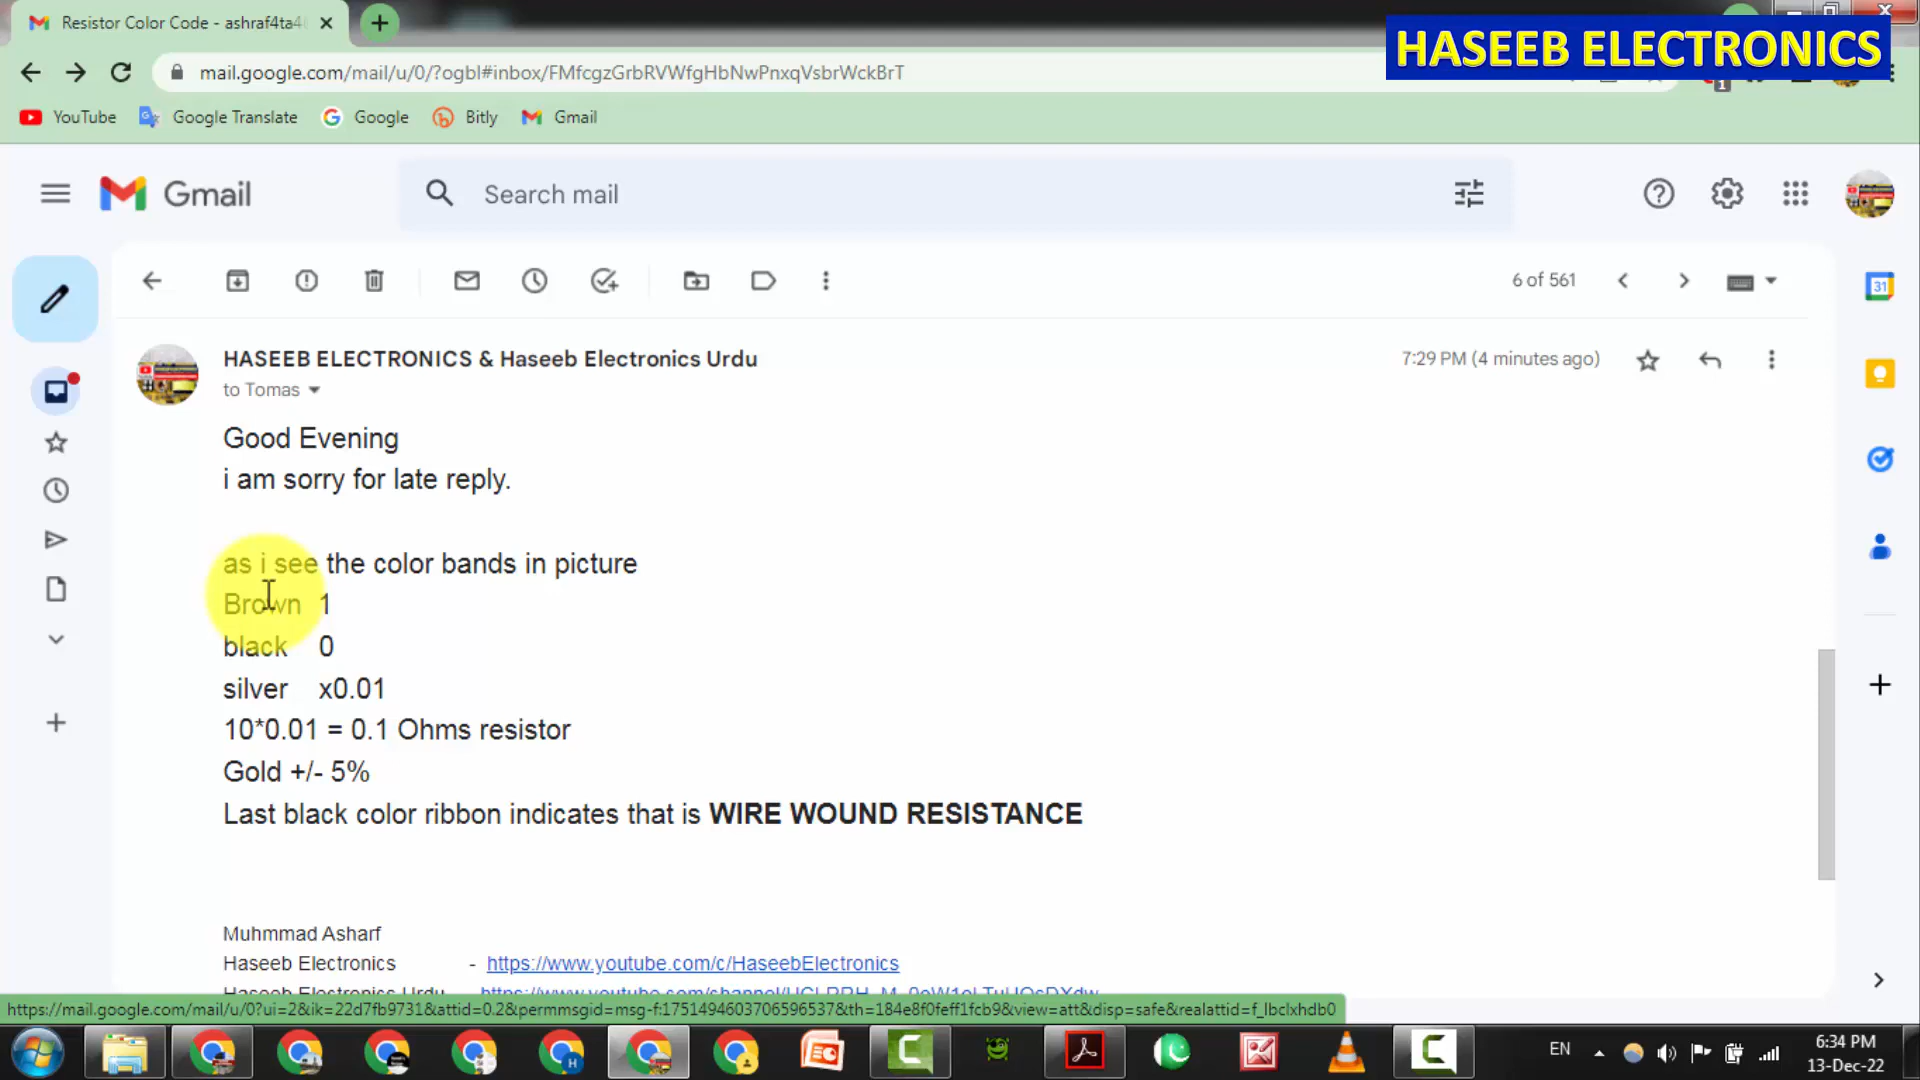 Resistor Color Code - ashraf4ta4
HASEEB ELECTRONICS
mail.google.com/mail/u/0/?ogbl#inbox/FMfcgzGrbRVWfgHbNwPnxqVsbrWckBrT
1
YouTube
Google Translate
Google
Bitly
Gmail
Gmail
Search mail
6 of 561
31
HASEEB ELECTRONICS & Haseeb Electronics Urdu
7:29 PM (4 minutes ago)
to Tomas
Good Evening
i am sorry for late reply.
as i see the color bands in picture
Brown 1
black 0
silver x0.01
10*0.01 = 0.1 Ohms resistor
Gold +/- 5%
Last black color ribbon indicates that is WIRE WOUND RESISTANCE
Muhmmad Asharf
Haseeb Electronics - https://www.youtube.com/c/HaseebElectronics
Haseeb Electronics Urdu
https://mail.google.com/mail/u/0?ui=2&ik=22d7fb9731&attid=0.2&permmsgid=msg-f:1751494603706596537&th=184e8f0feff1fcb9&view=att&disp=safe&realattid=f_lbclxhdb0
EN
6:34 PM
13-Dec-22